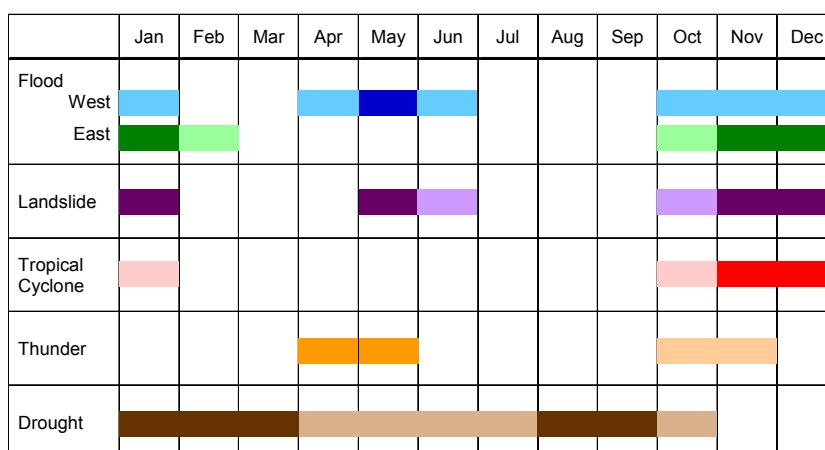 Jan Feb Mar Apr May Jun Jul Aug Sep Oct Nov Dec
Flood
West
East
Landslide
Tropical
Cyclone
Thunder
Drought